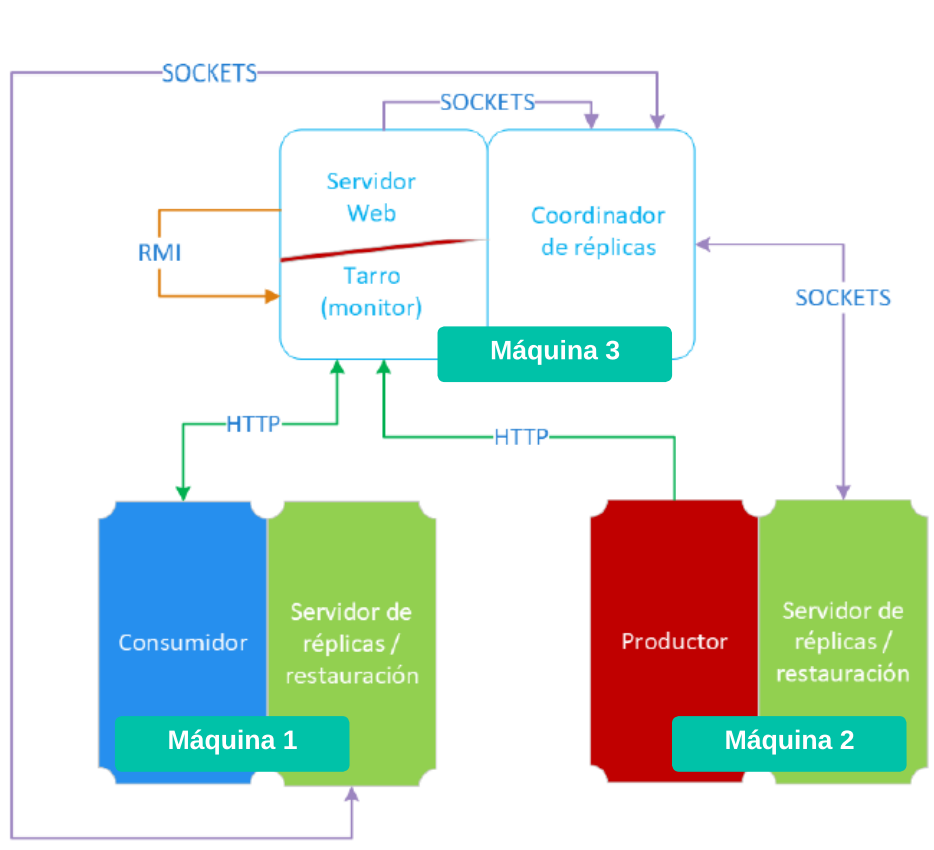 SOCKETS
SOCKETS
Servidor
Web
Coordinador
de réplicas
RMI
Tarro
(monitor)
SOCKETS
Máquina 3
HTTP
HTTP
Consumidor
Servidor de
réplicas /
restauración
Productor
Servidor de
réplicas /
restauración
Máquina 1
Máquina 2